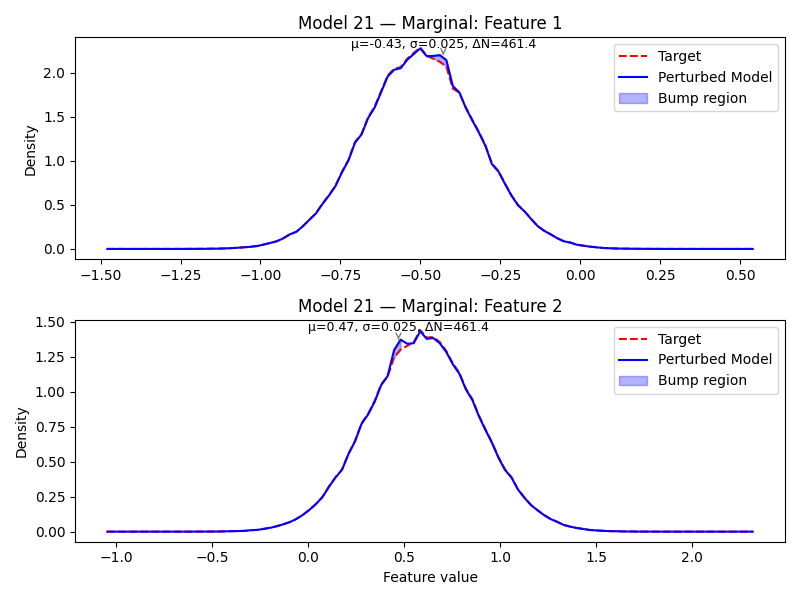 Model 21 — Marginal: Feature 1
μ=-0.43, σ=0.025, ΔN=461.4
Target
Perturbed Model
Bump region
Density
2.0
1.5
1.0
0.5
0.0
−1.50
−1.25
−1.00
−0.75
−0.50
−0.25
0.00
0.25
0.50
Model 21 — Marginal: Feature 2
μ=0.47, σ=0.025, ΔN=461.4
Target
Perturbed Model
Bump region
Density
1.50
1.25
1.00
0.75
0.50
0.25
0.00
−1.0
−0.5
0.0
0.5
1.0
1.5
2.0
Feature value